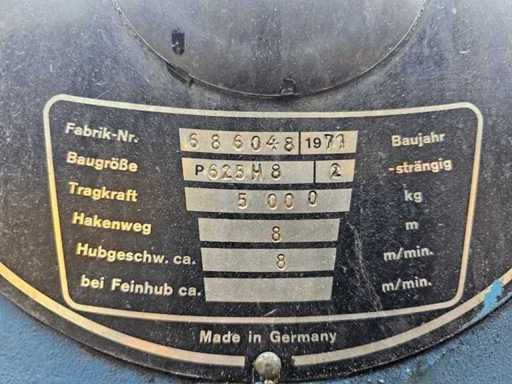 Fabrik-Nr. 686048 1971 Baujahr
Baugröße P625H8 2 -strängig
Tragkraft 5000 kg
Hakenweg 8 m
Hubgeschw. ca. 8 m/min.
bei Feinhub ca. m/min.
Made in Germany